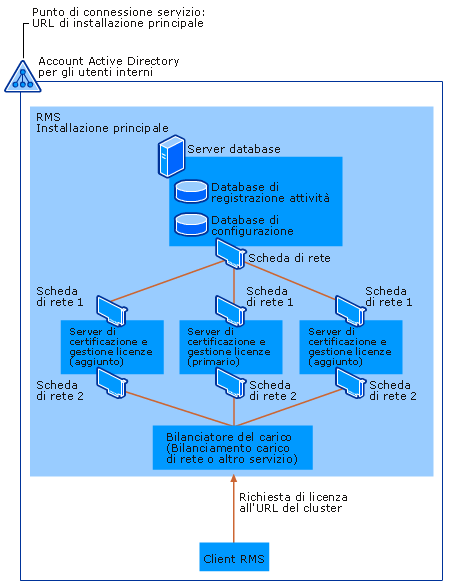 Punto di connessione servizio:
URL di installazione principale
Account Active Directory
per gli utenti interni
RMS
Installazione principale
Server database
Database di
registrazione attività
Database di
configurazione
Scheda di rete
Scheda
di rete 1
Scheda
di rete 1
Scheda
di rete 1
Server di
certificazione e
gestione licenze
(aggiunto)
Server di
certificazione e
gestione licenze
(primario)
Server di
certificazione e
gestione licenze
(aggiunto)
Scheda
di rete 2
Scheda
di rete 2
Scheda
di rete 2
Bilanciatore del carico
(Bilanciamento carico
di rete o altro servizio)
Richiesta di licenza
all'URL del cluster
Client RMS